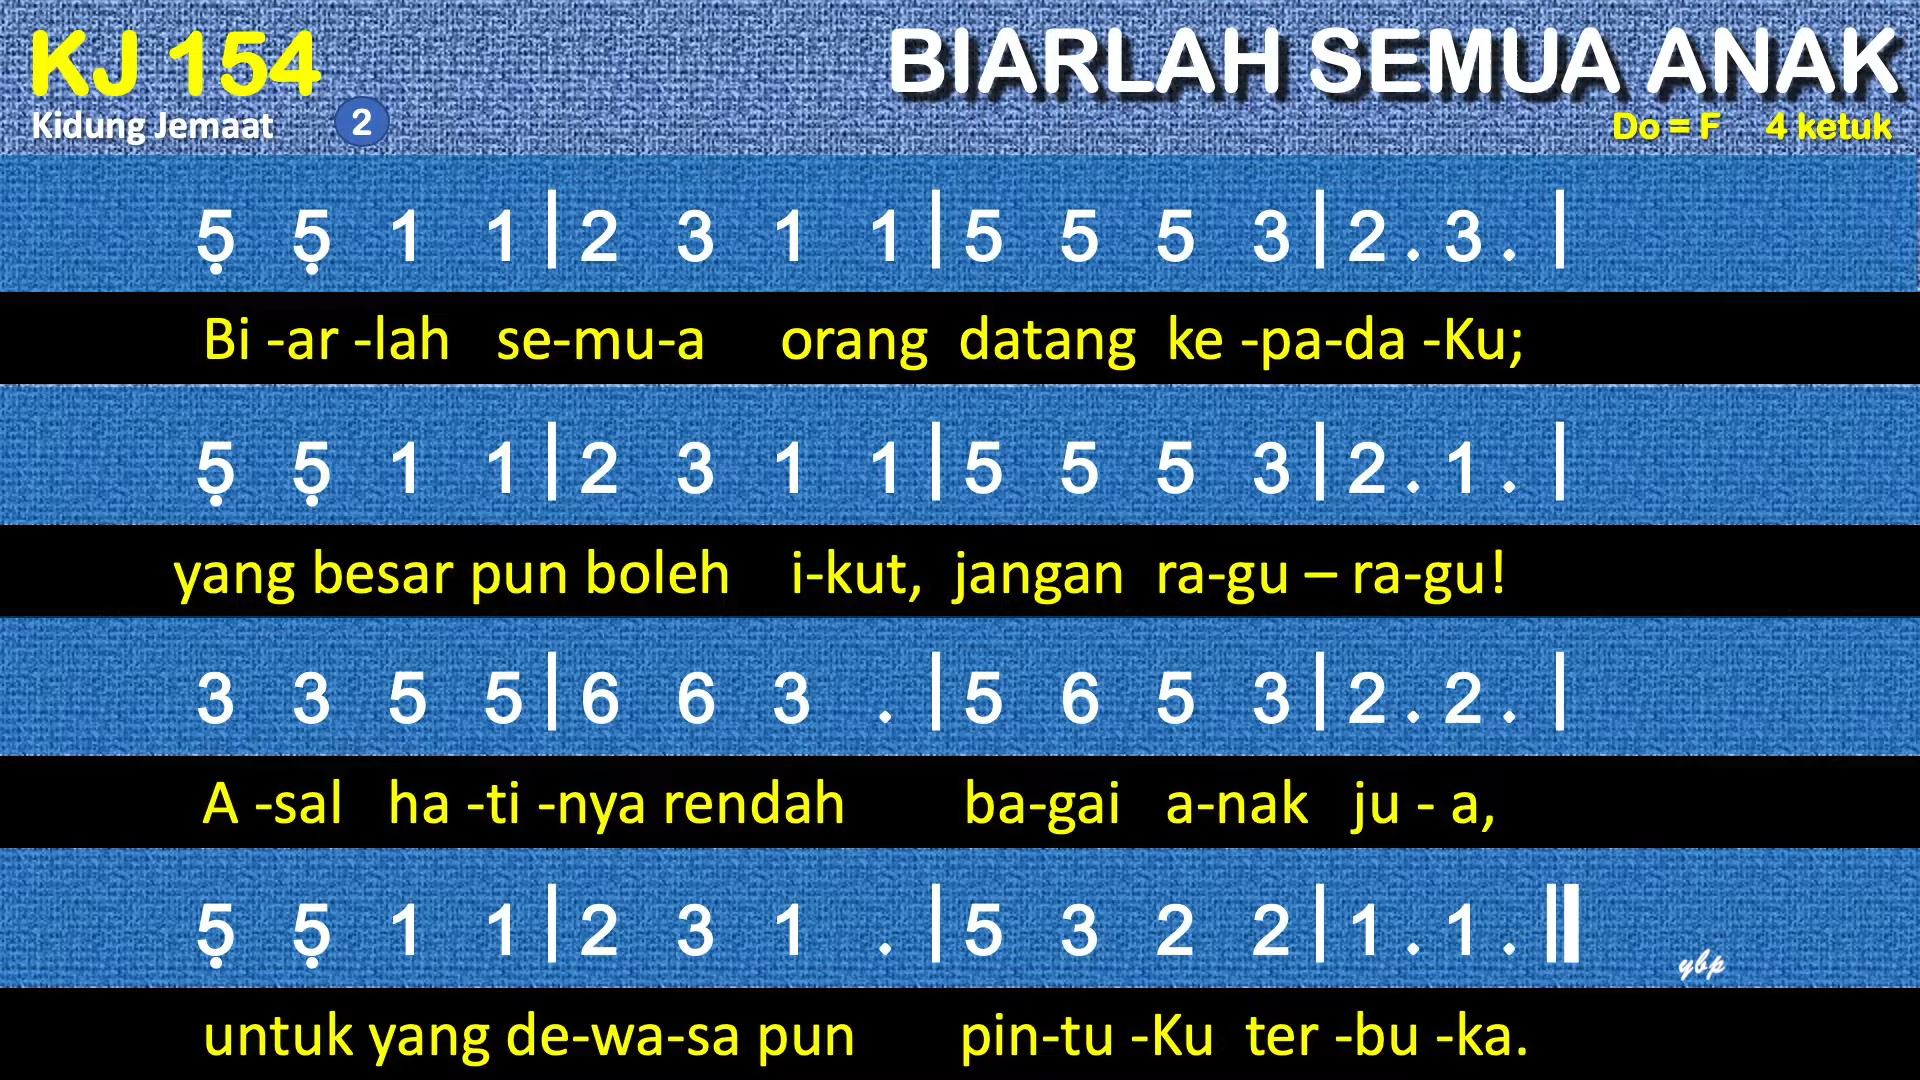 KJ 154
BIARLAH SEMUA ANAK
Kidung Jemaat 2
Do = F 4 ketuk
5̣ 5̣ 1 1 | 2 3 1 1 | 5 5 5 3 | 2 . 3 . |
Bi -ar -lah se-mu-a orang datang ke -pa-da -Ku;
5̣ 5̣ 1 1 | 2 3 1 1 | 5 5 5 3 | 2 . 1 . |
yang besar pun boleh i-kut, jangan ra-gu – ra-gu!
3 3 5 5 | 6 6 3 . | 5 6 5 3 | 2 . 2 . |
A -sal ha -ti -nya rendah ba-gai a-nak ju - a,
5̣ 5̣ 1 1 | 2 3 1 . | 5 3 2 2 | 1 . 1 . ||
ybp
untuk yang de-wa-sa pun pin-tu -Ku ter -bu -ka.